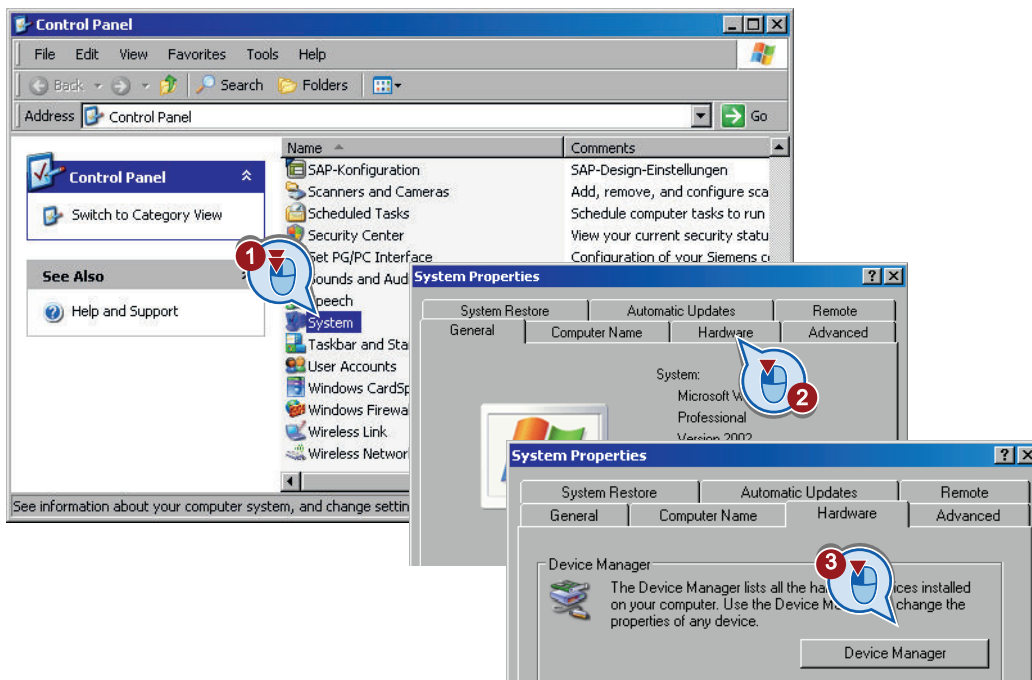 Control Panel
File Edit View Favorites Tools Help
Back Search Folders
Address Control Panel Go
Control Panel
Switch to Category View
See Also
Help and Support
Name Comments
SAP-Konfiguration SAP-Design-Einstellungen
Scanners and Cameras Add, remove, and configure sca
Scheduled Tasks Schedule computer tasks to run
Security Center View your current security statu
Set PG/PC Interface Configuration of your Siemens co
Sounds and Aud
Speech
System
Taskbar and Sta
User Accounts
Windows CardSp
Windows Firewa
Wireless Link
Wireless Networ
See information about your computer system, and change settin
1
System Properties
System Restore Automatic Updates Remote
General Computer Name Hardware Advanced
System:
Microsoft W
Professional
Version 2002
2
System Properties
System Restore Automatic Updates Remote
General Computer Name Hardware Advanced
Device Manager
3
The Device Manager lists all the ha ces installed
on your computer. Use the Device M change the
properties of any device.
Device Manager